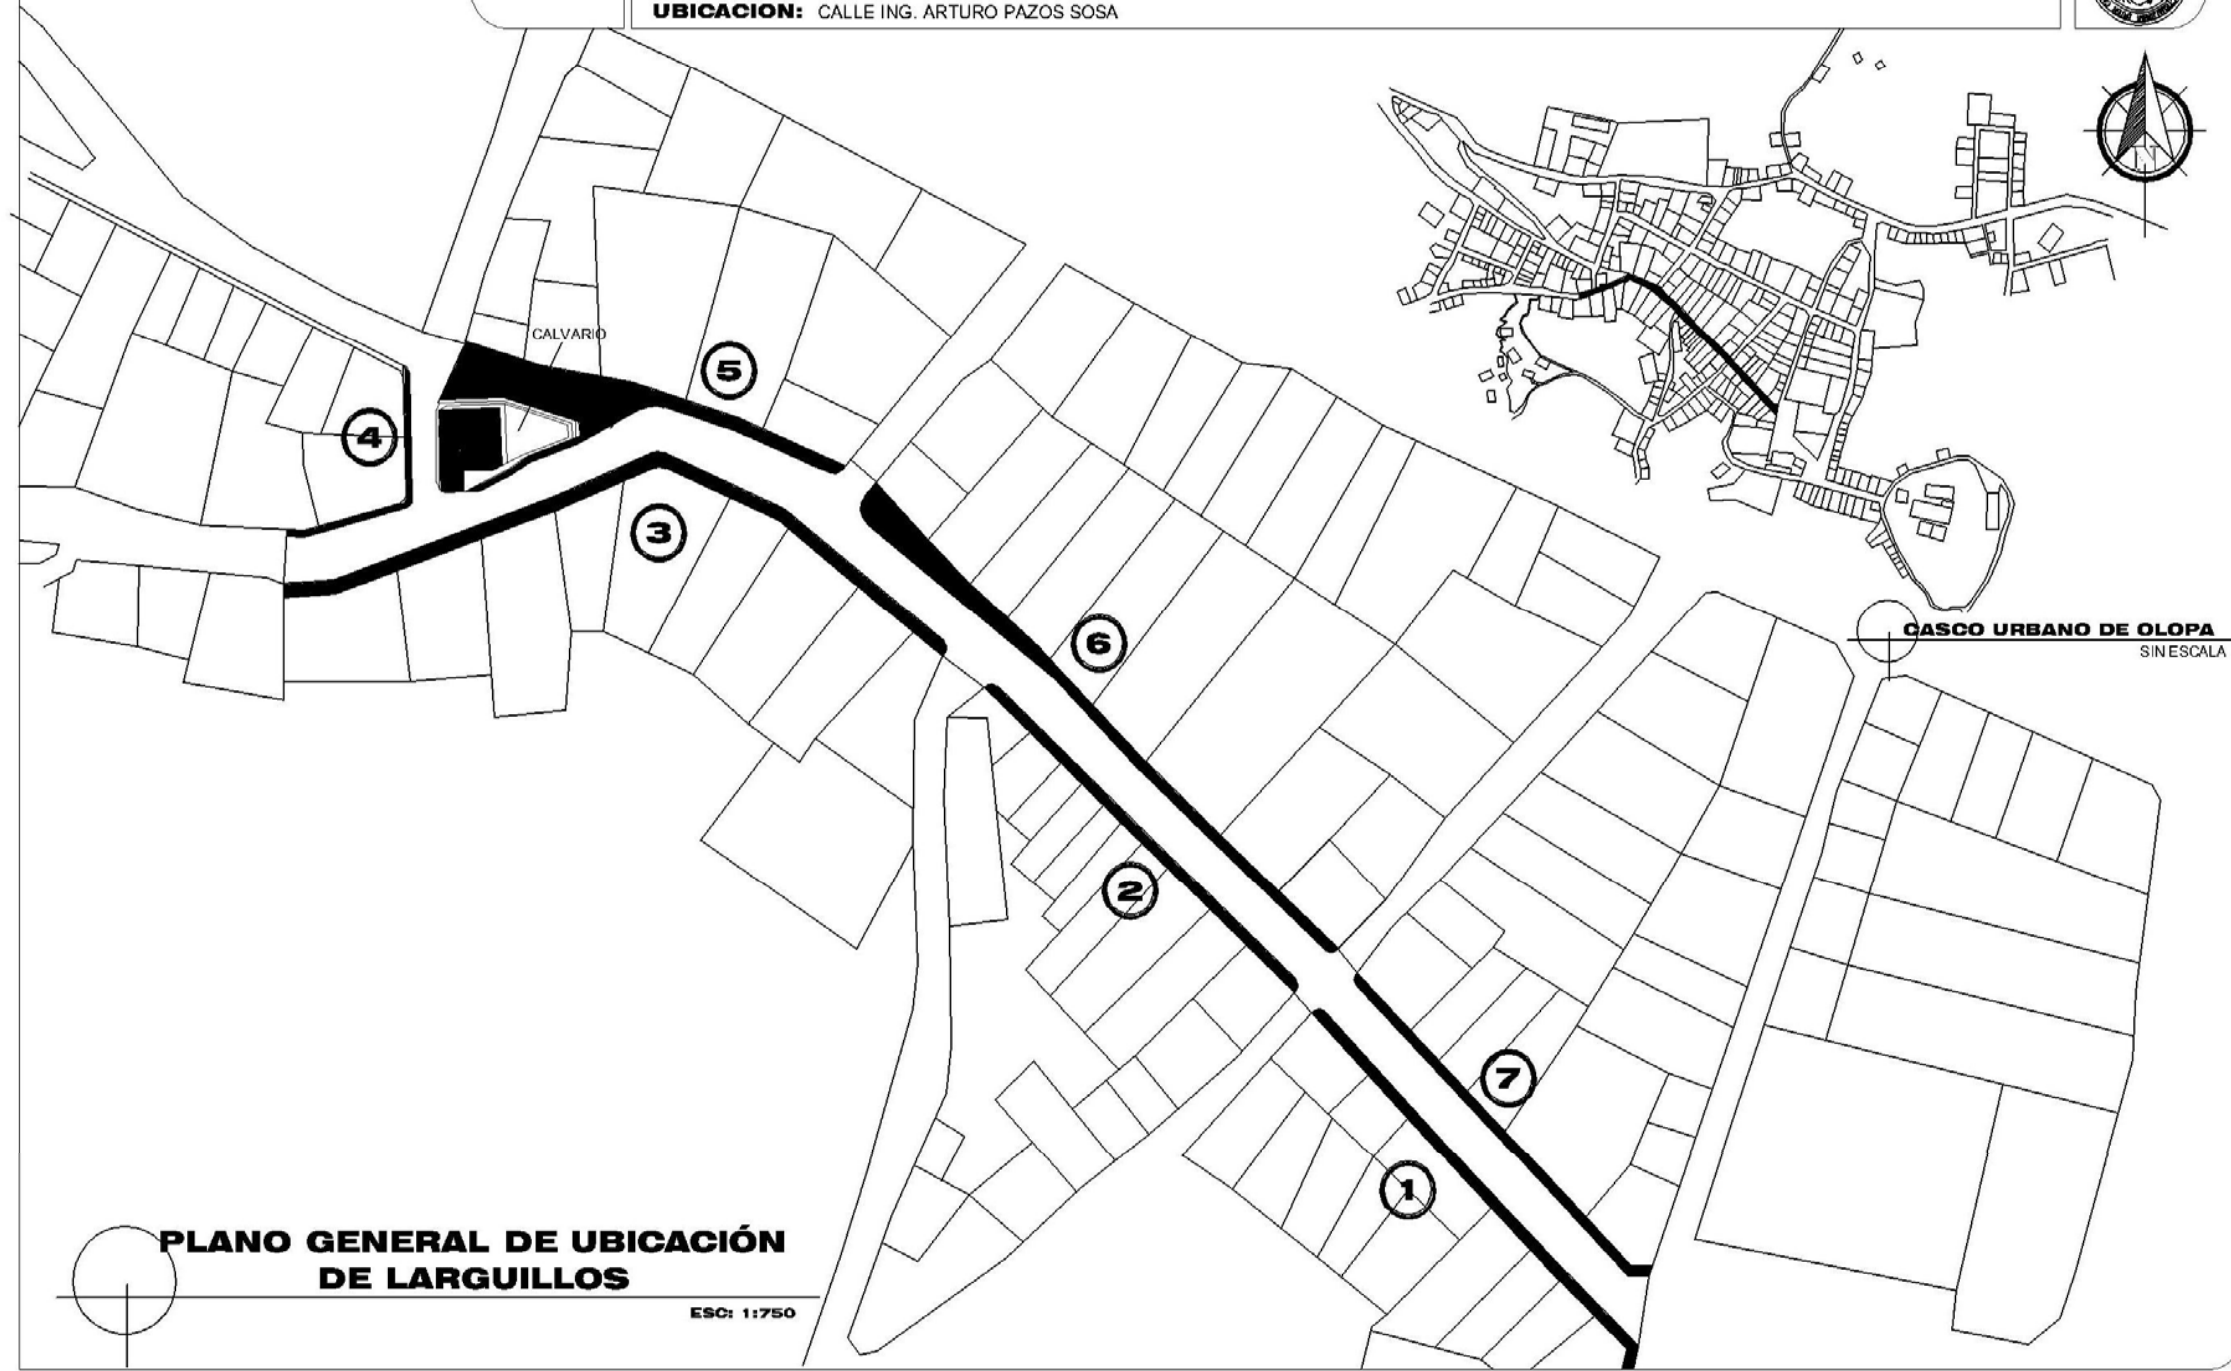 UBICACION: CALLE ING. ARTURO PAZOS SOSA
N
CALVARIO
5
4
3
6
CASCO URBANO DE OLOPA
SIN ESCALA
2
7
1
PLANO GENERAL DE UBICACIÓN
DE LARGUILLOS
ESC: 1:750